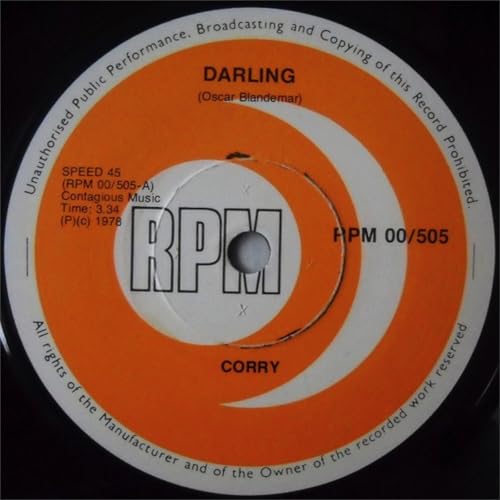 Unauthorised Public Performance, Broadcasting and Copying of this Record Prohibited.
DARLING
(Oscar Blandemar)
SPEED 45
(RPM 00/505-A)
Contagious Music
Time: 3.34
(P)(c) 1978
RPM
RPM 00/505
CORRY
All rights of the Manufacturer and of the Owner of the recorded work reserved